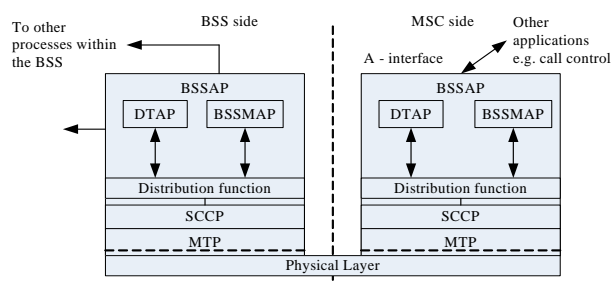 To other
processes within
the BSS
BSS side
MSC side
A - interface
Other
applications
e.g. call control
BSSAP
DTAP
BSSMAP
Distribution function
SCCP
MTP
BSSAP
DTAP
BSSMAP
Distribution function
SCCP
MTP
Physical Layer